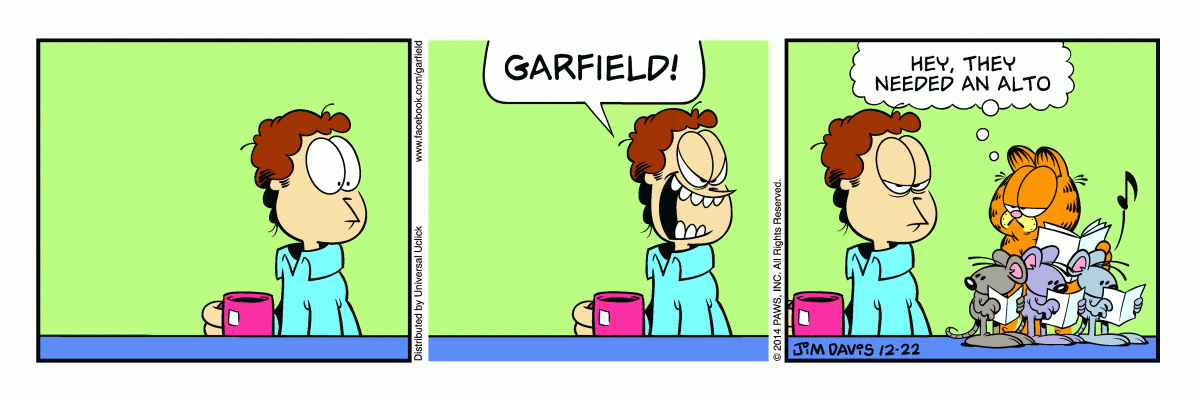 www.facebook.com/garfield
Distributed by Universal Uclick
GARFIELD!
© 2014 PAWS, INC. All Rights Reserved.
HEY, THEY
NEEDED AN ALTO
JIM DAVIS 12-22